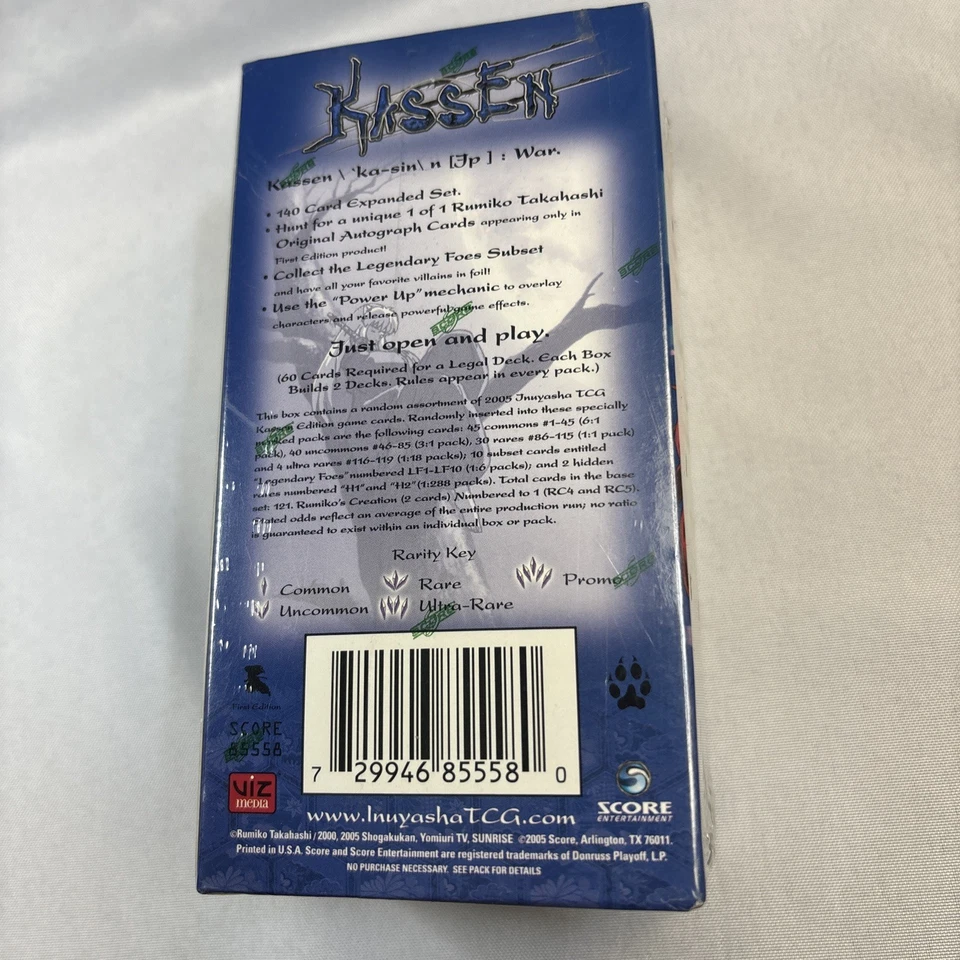 KASSEN
Kassen \ 'ka-sin\ n [Jp ] : War.
• 140 Card Expanded Set.
• Hunt for a unique 1 of 1 Rumiko Takahashi
Original Autograph Cards appearing only in
First Edition product!
• Collect the Legendary Foes Subset
and have all your favorite villains in foil!
• Use the "Power Up" mechanic to overlay
characters and release powerful game effects.
Just open and play.
(60 Cards Required for a Legal Deck. Each Box
Builds 2 Decks. Rules appear in every pack.)
This box contains a random assortment of 2005 Inuyasha TCG
Kassen Edition game cards. Randomly inserted into these specially
marked packs are the following cards: 45 commons #1-45 (6:1
pack), 40 uncommons #46-85 (3:1 pack), 30 rares #86-115 (1:1 pack)
and 4 ultra rares #116-119 (1:18 packs); 10 subset cards entitled
"Legendary Foes" numbered LF1-LF10 (1:6 packs); and 2 hidden
rares numbered "H1" and "H2" (1:288 packs). Total cards in the base
set: 121. Rumiko's Creation (2 cards) Numbered to 1 (RC4 and RC5).
Stated odds reflect an average of the entire production run; no ratio
is guaranteed to exist within an individual box or pack.
Rarity Key
Common Rare Promo
Uncommon Ultra-Rare
First Edition
SCORE
85558
7 29946 85558 0
VIZ
MEDIA
SCORE
ENTERTAINMENT
www.InuyashaTCG.com
©Rumiko Takahashi / 2000, 2005 Shogakukan, Yomiuri TV, SUNRISE ©2005 Score, Arlington, TX 76011.
Printed in U.S.A. Score and Score Entertainment are registered trademarks of Donruss Playoff, L.P.
NO PURCHASE NECESSARY. SEE PACK FOR DETAILS